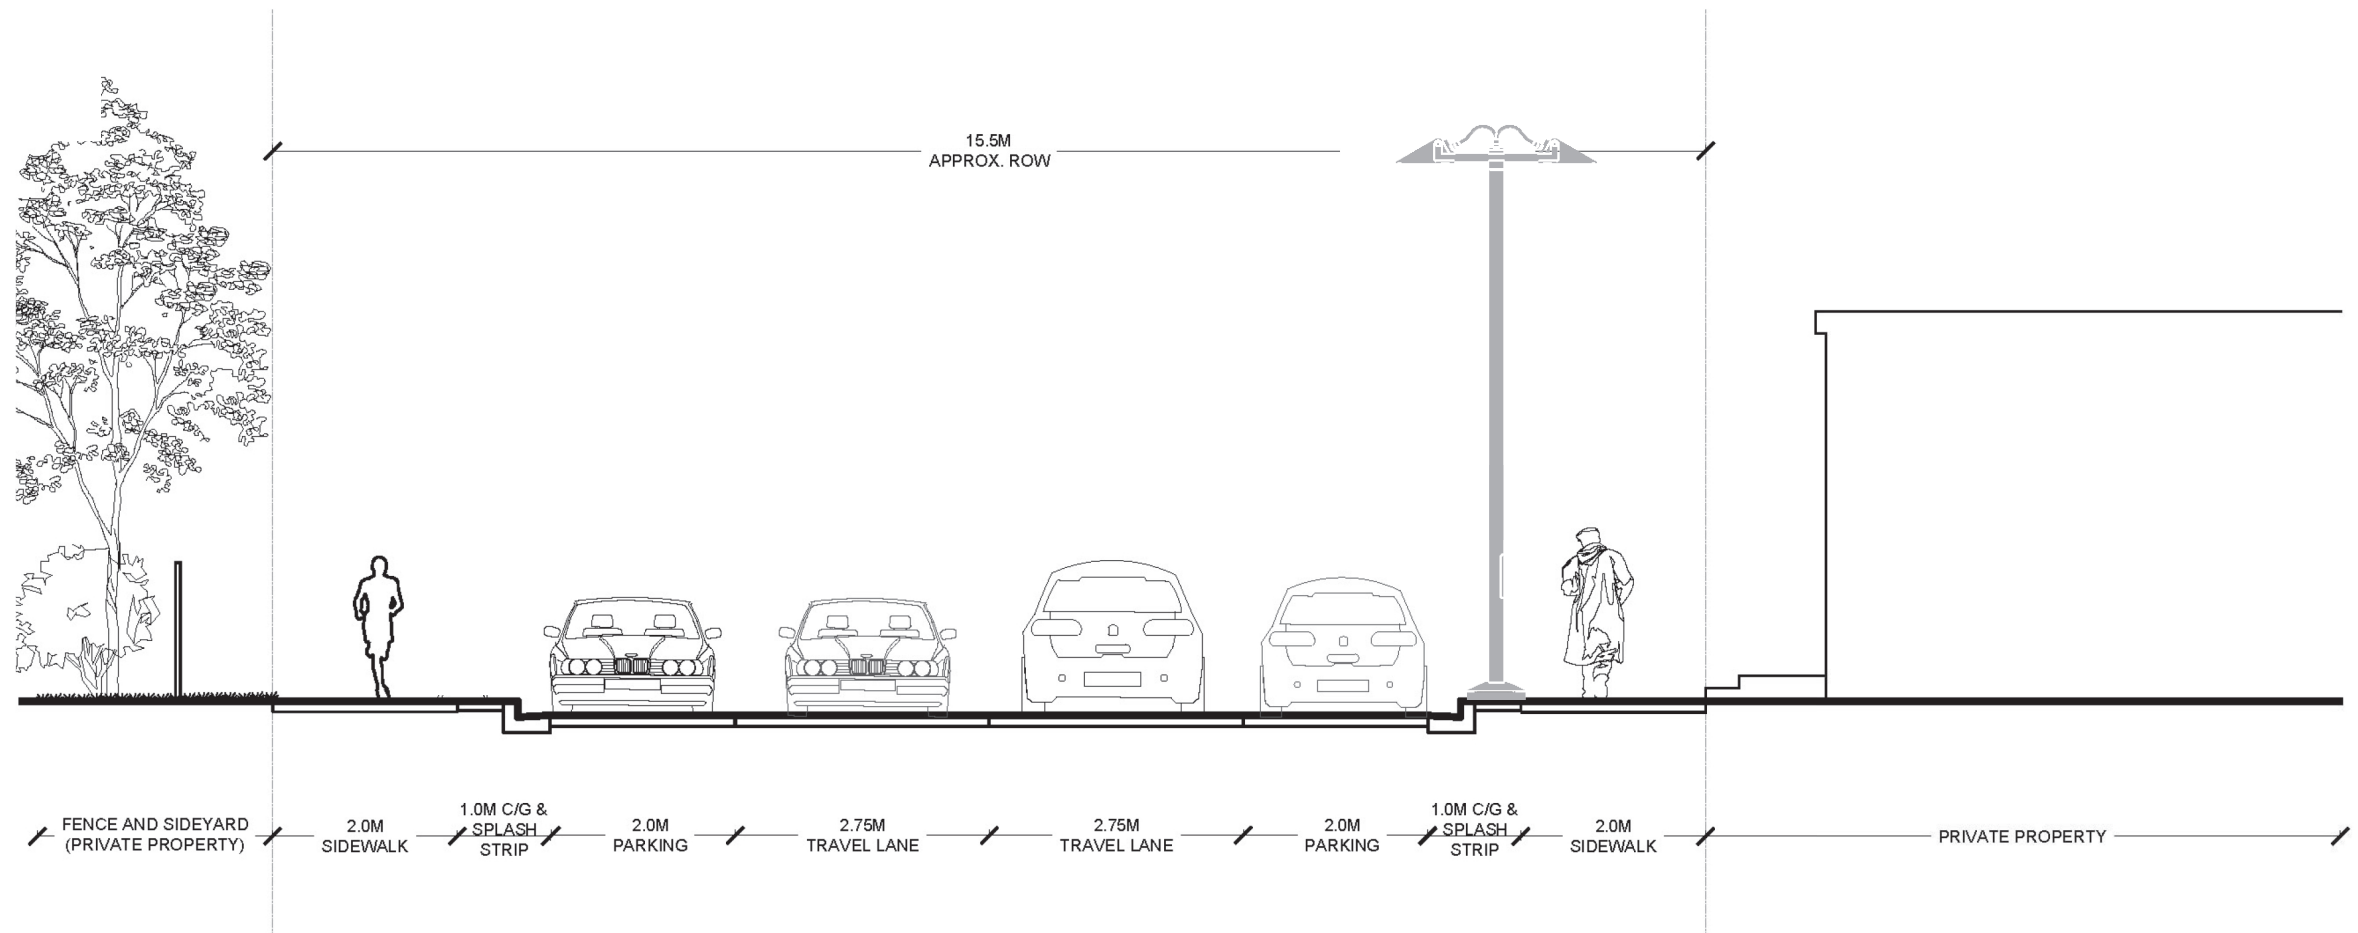 15.5M
APPROX. ROW
FENCE AND SIDEYARD
(PRIVATE PROPERTY)
2.0M
SIDEWALK
1.0M C/G &
SPLASH
STRIP
2.0M
PARKING
2.75M
TRAVEL LANE
2.75M
TRAVEL LANE
2.0M
PARKING
1.0M C/G &
SPLASH
STRIP
2.0M
SIDEWALK
PRIVATE PROPERTY